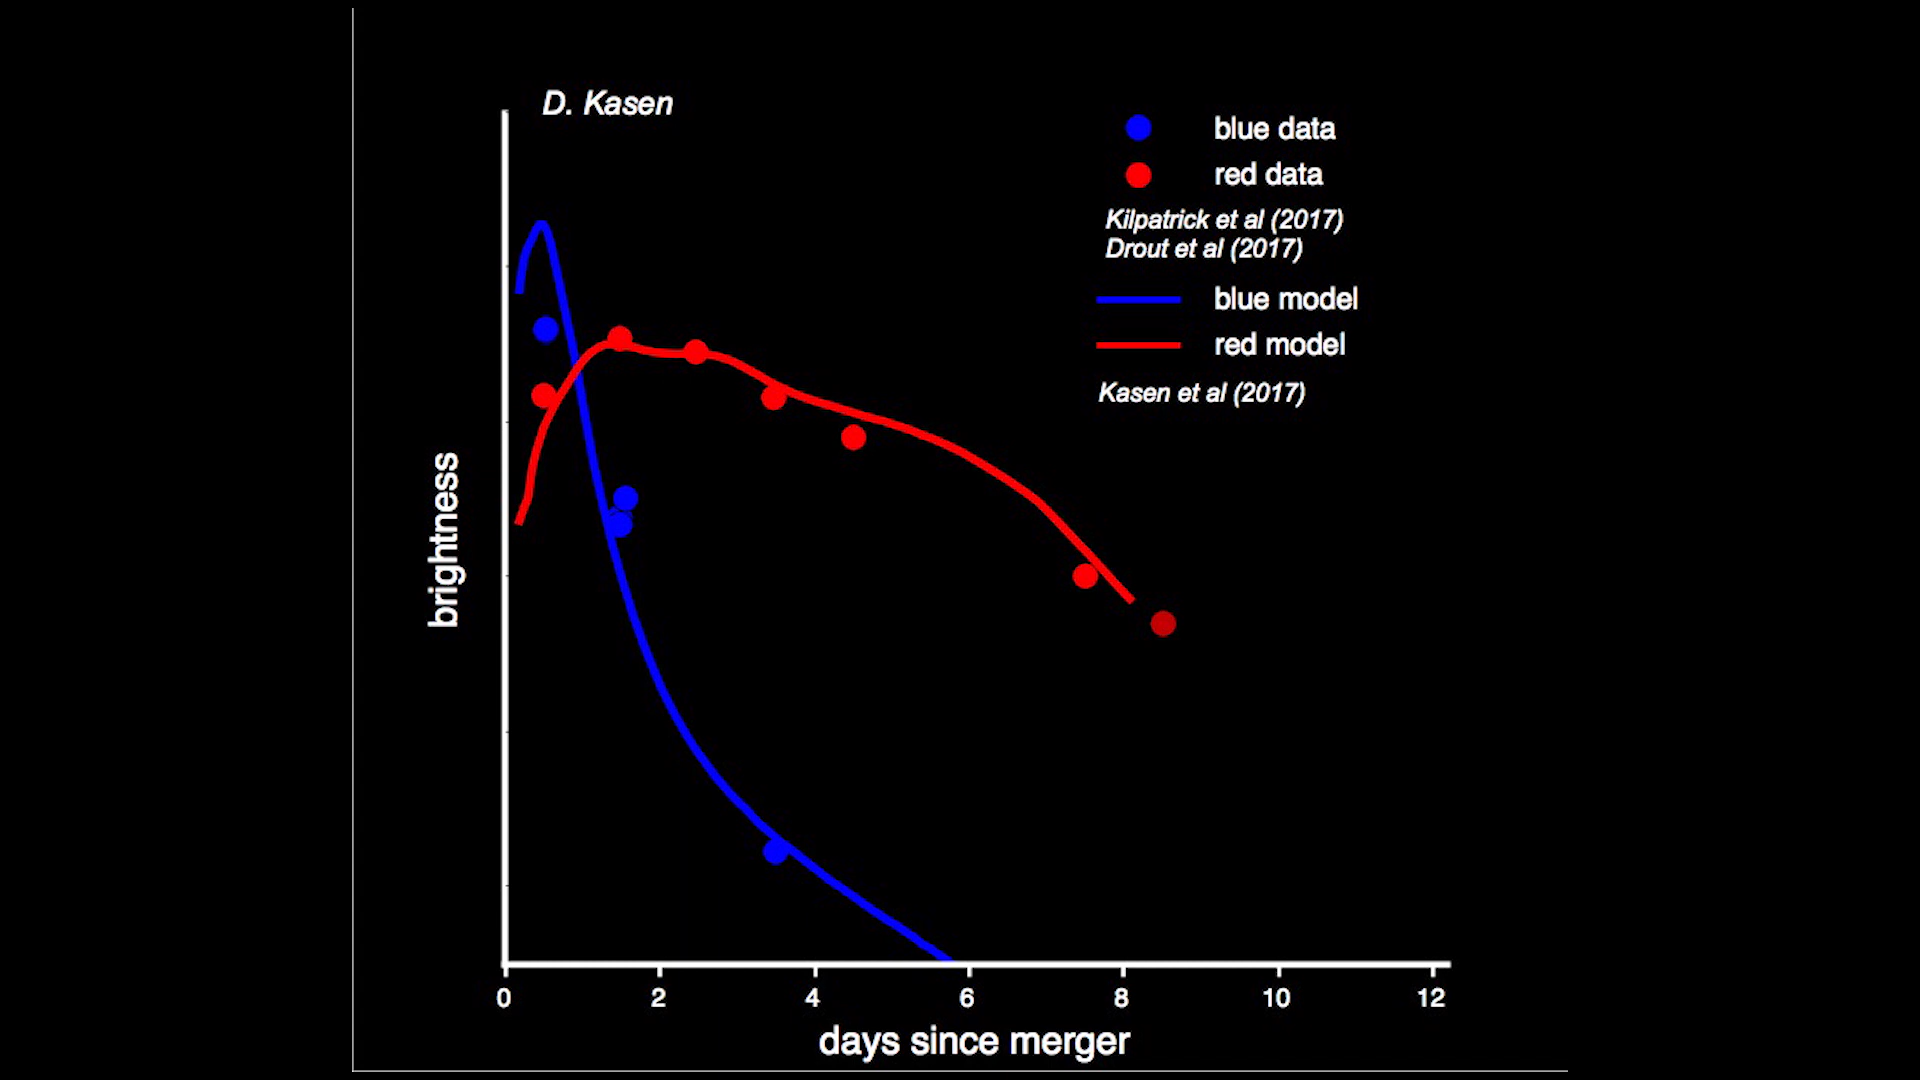 D. Kasen
blue data
red data
Kilpatrick et al (2017)
Drout et al (2017)
blue model
red model
Kasen et al (2017)
brightness
0 2 4 6 8 10 12
days since merger